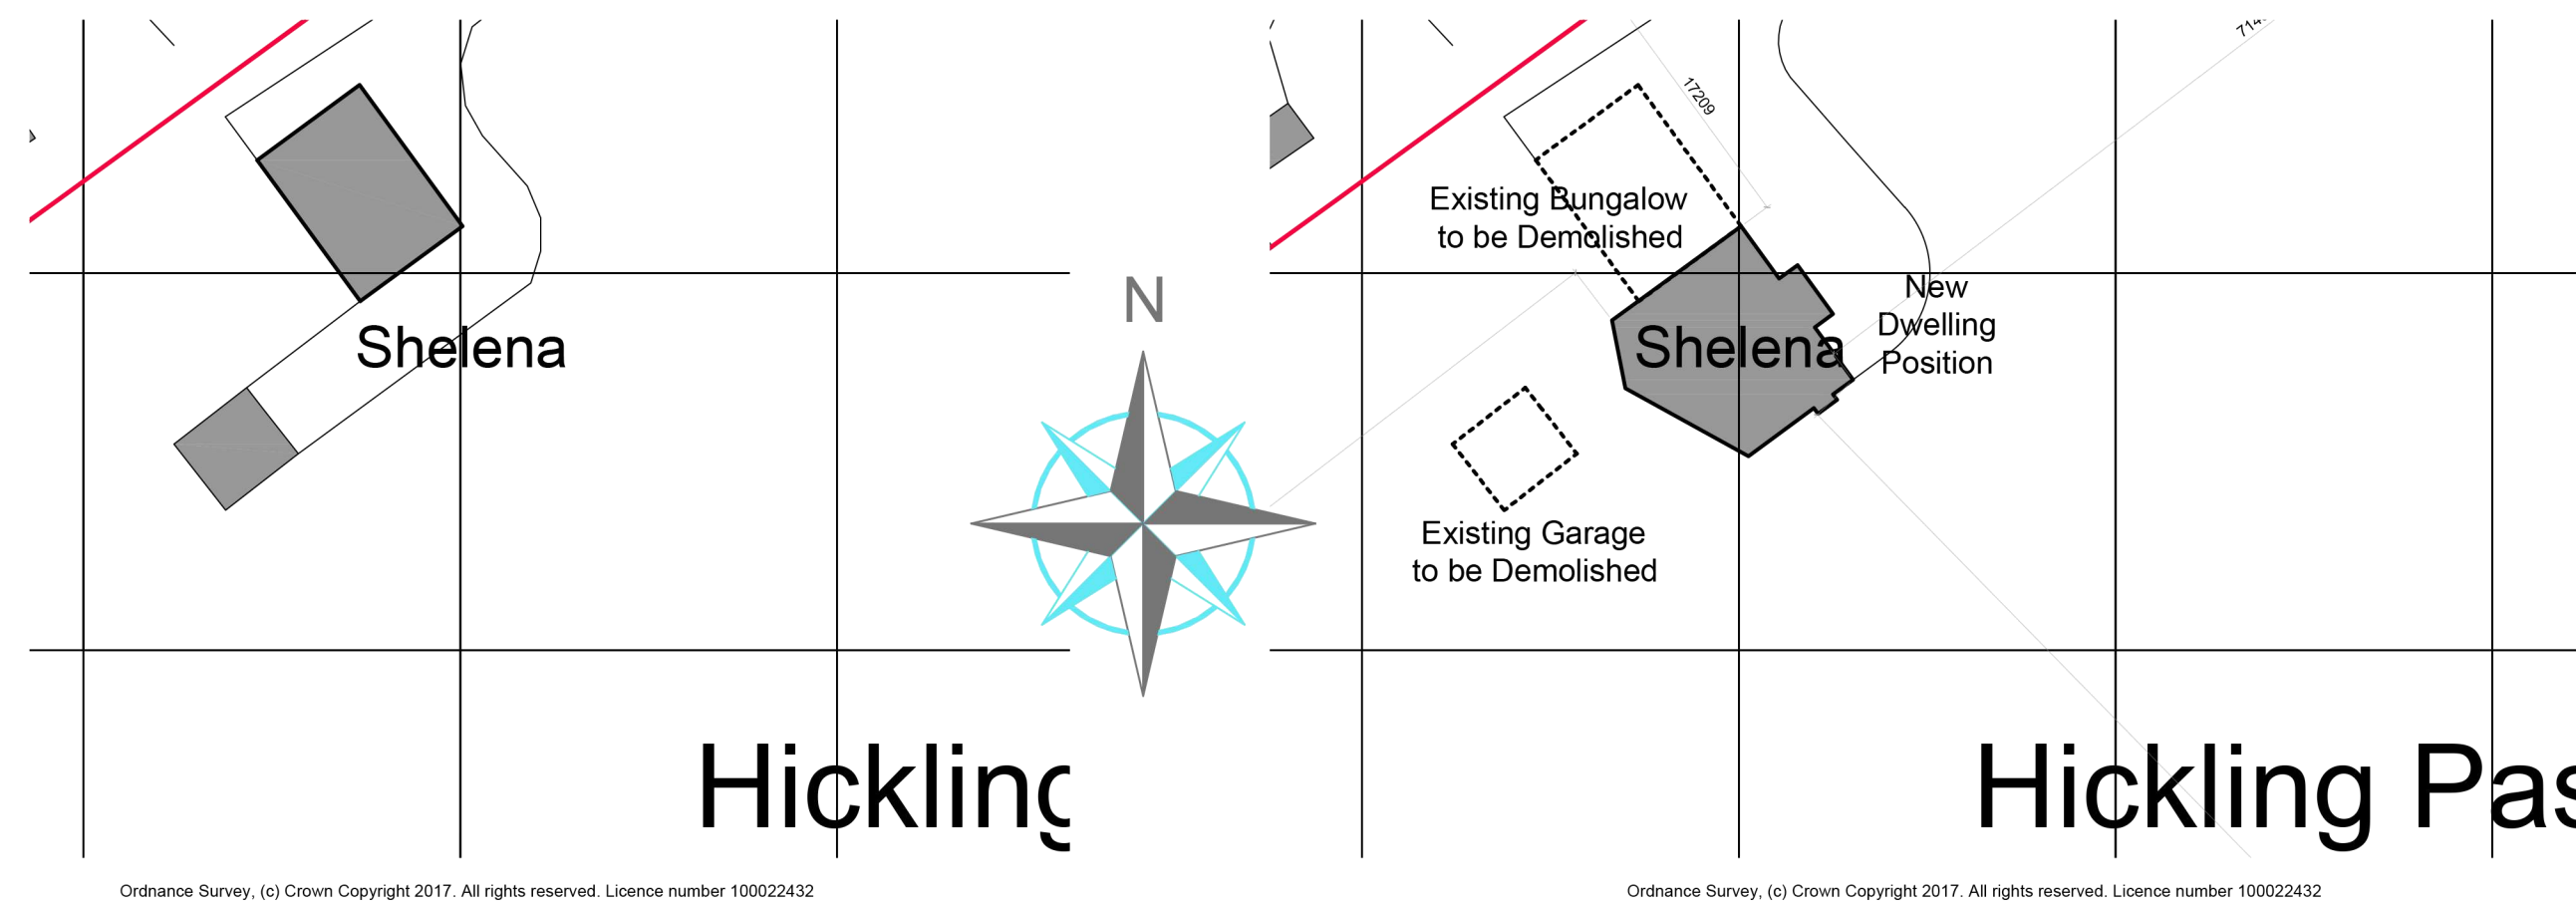 Shelena
Hickling
Ordnance Survey, (c) Crown Copyright 2017. All rights reserved. Licence number 100022432
N
17209
Existing Bungalow
to be Demolished
New
Dwelling
Position
Shelena
Existing Garage
to be Demolished
Hickling Pas
Ordnance Survey, (c) Crown Copyright 2017. All rights reserved. Licence number 100022432